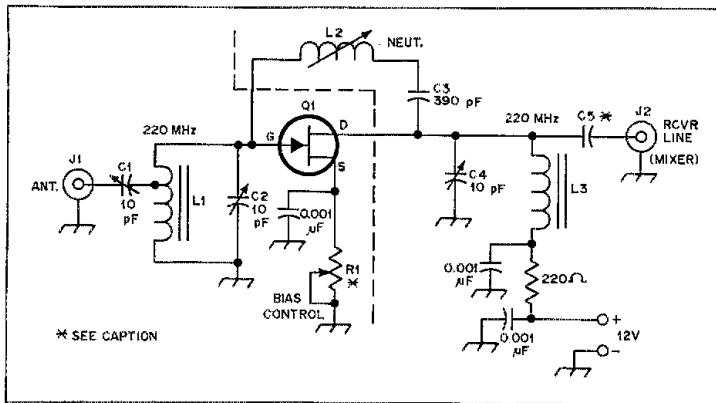 L2
NEUT.
C3
390 pF
Q1
G
D
S
220 MHz
220 MHz
C5 *
J2
RCVR
LINE
(MIXER)
J1
ANT.
C1
10
pF
L1
C2
10
pF
C4
10 pF
L3
0.001
µF
R1
*
BIAS
CONTROL
0.001
µF
220Ω
0.001
µF
+
12V
−
* SEE CAPTION